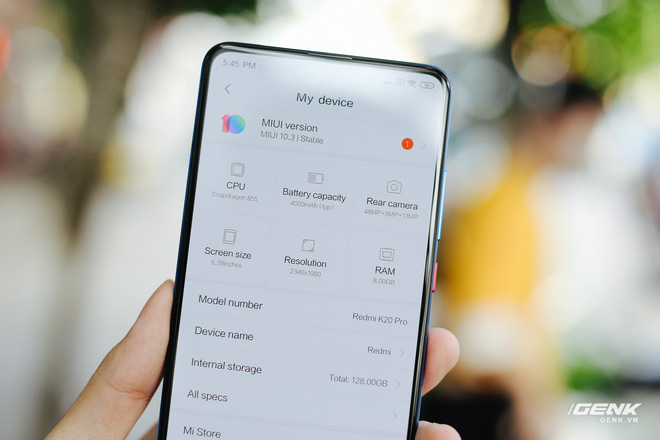 5:45 PM
My device
MIUI version
MIUI 10.3 | Stable
1
CPU
Snapdragon 855
Battery capacity
4000mAh (typ)
Rear camera
48MP+8MP+13MP
Screen size
6.39inches
Resolution
2340x1080
RAM
8.00GB
Model number
Redmi K20 Pro
Device name
Redmi
Internal storage
Total: 128.00GB
All specs
Mi Store
GENK
GENK.VN